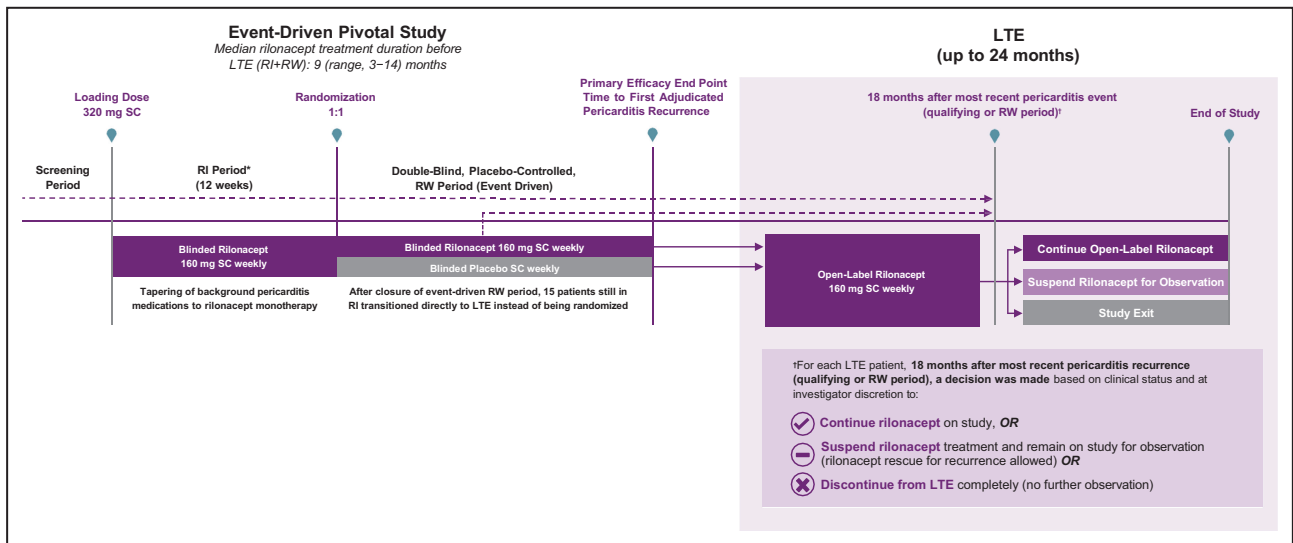 Event-Driven Pivotal Study
Median rilonacept treatment duration before
LTE (RI+RW): 9 (range, 3−14) months
LTE
(up to 24 months)
Loading Dose
320 mg SC
Randomization
1:1
Primary Efficacy End Point
Time to First Adjudicated
Pericarditis Recurrence
18 months after most recent pericarditis event
(qualifying or RW period)†
End of Study
Screening
Period
RI Period*
(12 weeks)
Double-Blind, Placebo-Controlled,
RW Period (Event Driven)
Blinded Rilonacept
160 mg SC weekly
Blinded Rilonacept 160 mg SC weekly
Blinded Placebo SC weekly
Tapering of background pericarditis
medications to rilonacept monotherapy
After closure of event-driven RW period, 15 patients still in
RI transitioned directly to LTE instead of being randomized
Open-Label Rilonacept
160 mg SC weekly
Continue Open-Label Rilonacept
Suspend Rilonacept for Observation
Study Exit
†For each LTE patient, 18 months after most recent pericarditis recurrence
(qualifying or RW period), a decision was made based on clinical status and at
investigator discretion to:
Continue rilonacept on study, OR
Suspend rilonacept treatment and remain on study for observation
(rilonacept rescue for recurrence allowed) OR
Discontinue from LTE completely (no further observation)